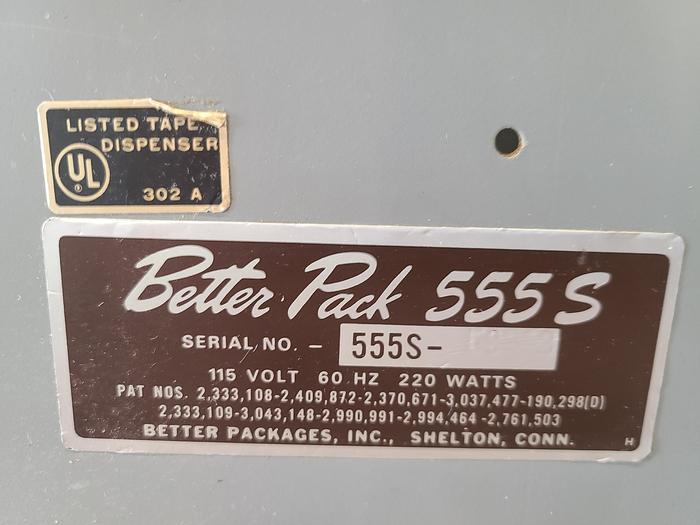 LISTED TAPE
DISPENSER
UL
®
302 A
Better Pack 555 S
SERIAL NO. - 555S-
115 VOLT 60 HZ 220 WATTS
PAT NOS. 2,333,108-2,409,872-2,370,671-3,037,477-190,298(D)
2,333,109-3,043,148-2,990,991-2,994,464-2,761,503
BETTER PACKAGES, INC., SHELTON, CONN.
H